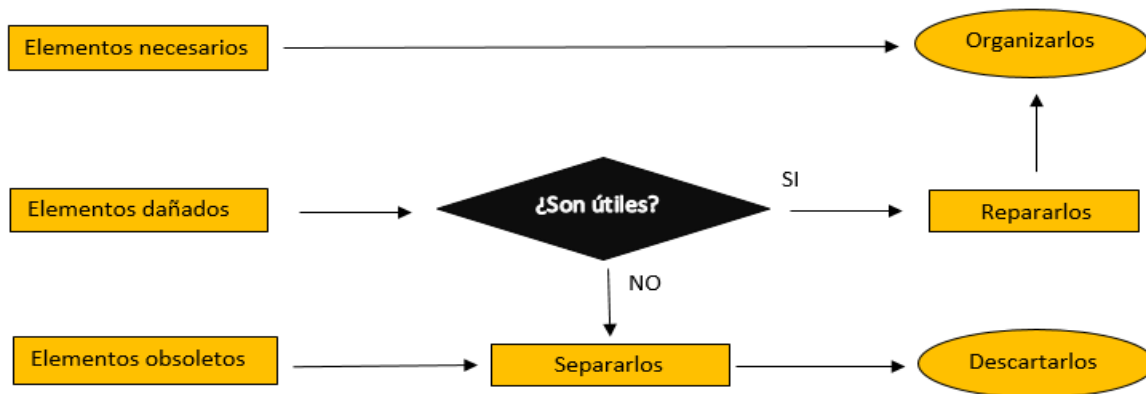 Elementos necesarios
Organizarlos
Elementos dañados
¿Son útiles?
SI
Repararlos
NO
Elementos obsoletos
Separarlos
Descartarlos